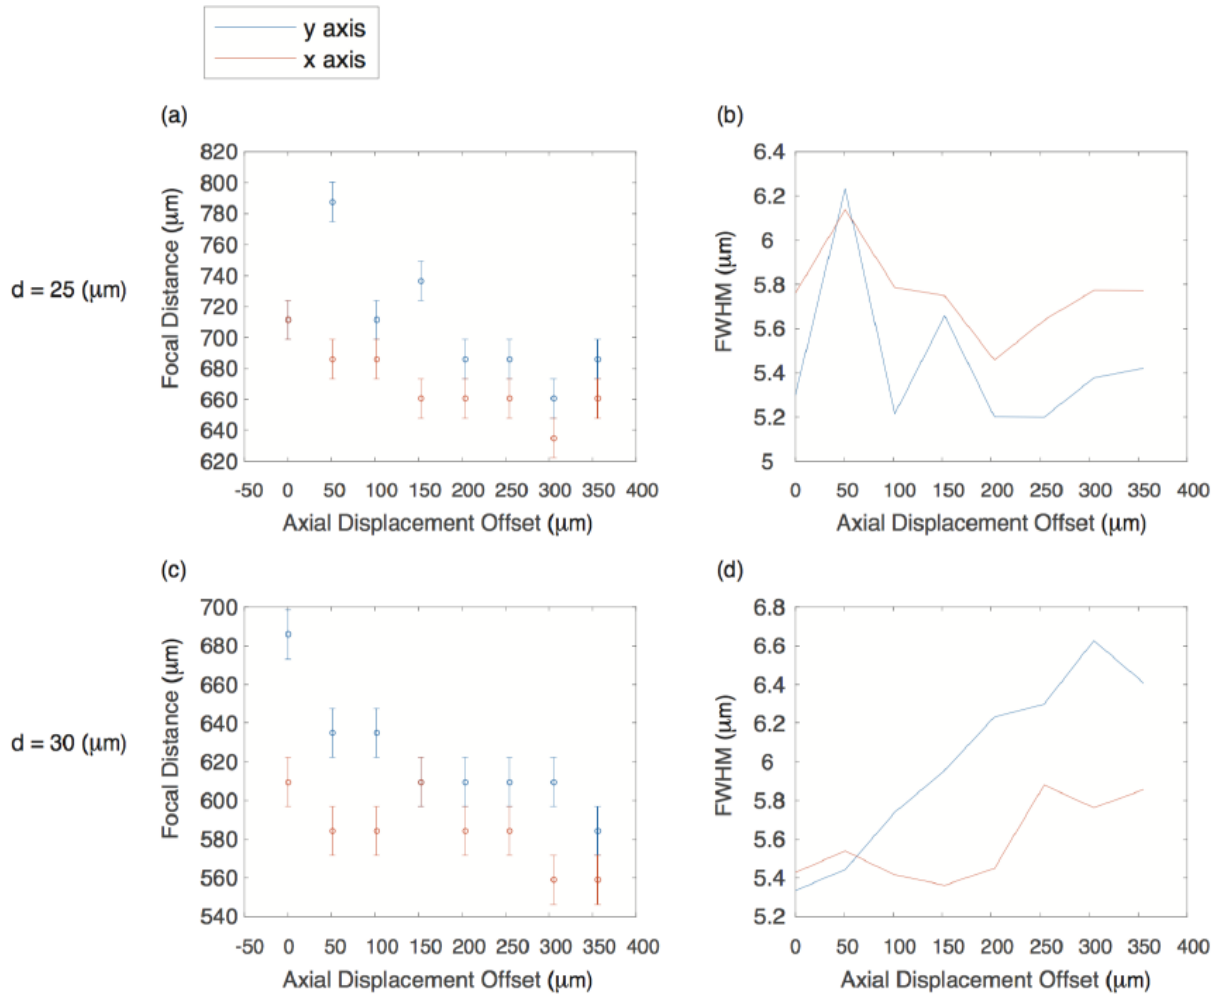 y axis
x axis
(a)
(b)
820
800
780
760
740
720
700
680
660
640
620
Focal Distance (μm)
-50 0 50 100 150 200 250 300 350 400
Axial Displacement Offset (μm)
6.4
6.2
6
5.8
5.6
5.4
5.2
5
FWHM (μm)
0 50 100 150 200 250 300 350 400
Axial Displacement Offset (μm)
d = 25 (μm)
(c)
(d)
700
680
660
640
620
600
580
560
540
Focal Distance (μm)
-50 0 50 100 150 200 250 300 350 400
Axial Displacement Offset (μm)
6.8
6.6
6.4
6.2
6
5.8
5.6
5.4
5.2
FWHM (μm)
0 50 100 150 200 250 300 350 400
Axial Displacement Offset (μm)
d = 30 (μm)